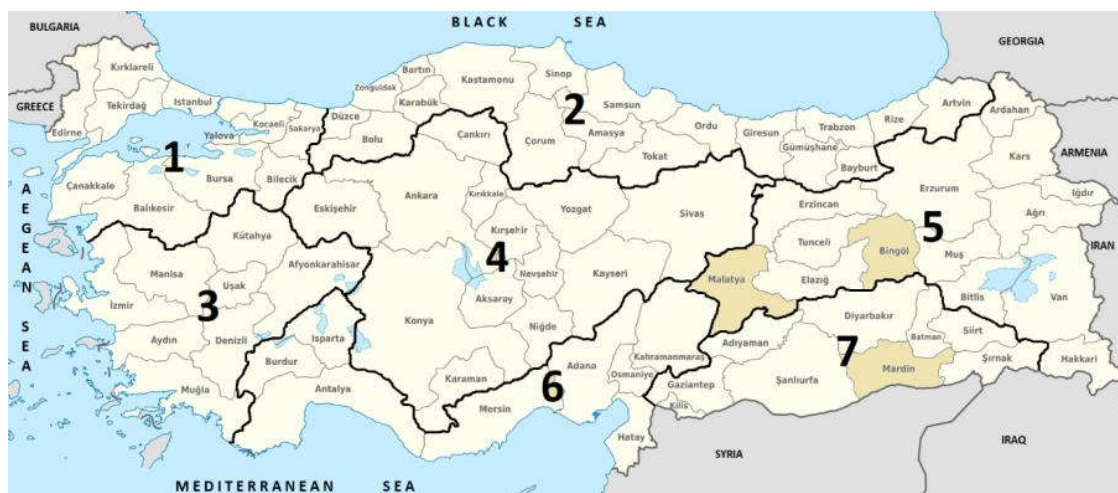 BULGARIA
BLACK SEA
GEORGIA
Kırklareli
Bartın
Sinop
Kastamonu
Zonguldak
GREECE
Tekirdağ
Istanbul
Karabük
2
Samsun
Artvin
Ardahan
Edirne
Kocaeli
Düzce
Yalova
Sakarya
Bolu
Çankırı
Çorum
Amasya
Ordu
Giresun
Trabzon
Rize
Gümüşhane
Kars
ARMENIA
1
Tokat
Bayburt
Çanakkale
Bursa
Bilecik
Ankara
Kırıkkale
Erzurum
Iğdır
AEGEAN SEA
Balıkesir
Eskişehir
Yozgat
Sivas
Erzincan
Ağrı
Kütahya
Kırşehir
5
Tunceli
Bingöl
IRAN
Manisa
Afyonkarahisar
4
Nevşehir
Kayseri
Malatya
Elazığ
Muş
Uşak
İzmir
3
Aksaray
Bitlis
Van
Konya
Niğde
Diyarbakır
Aydın
Denizli
Isparta
Adıyaman
7
Batman
Siirt
Burdur
Adana
Kahramanmaraş
Mardin
Şırnak
Hakkari
Muğla
Antalya
Karaman
6
Osmaniye
Gaziantep
Şanlıurfa
Mersin
Kilis
Hatay
SYRIA
IRAQ
MEDITERRANEAN SEA